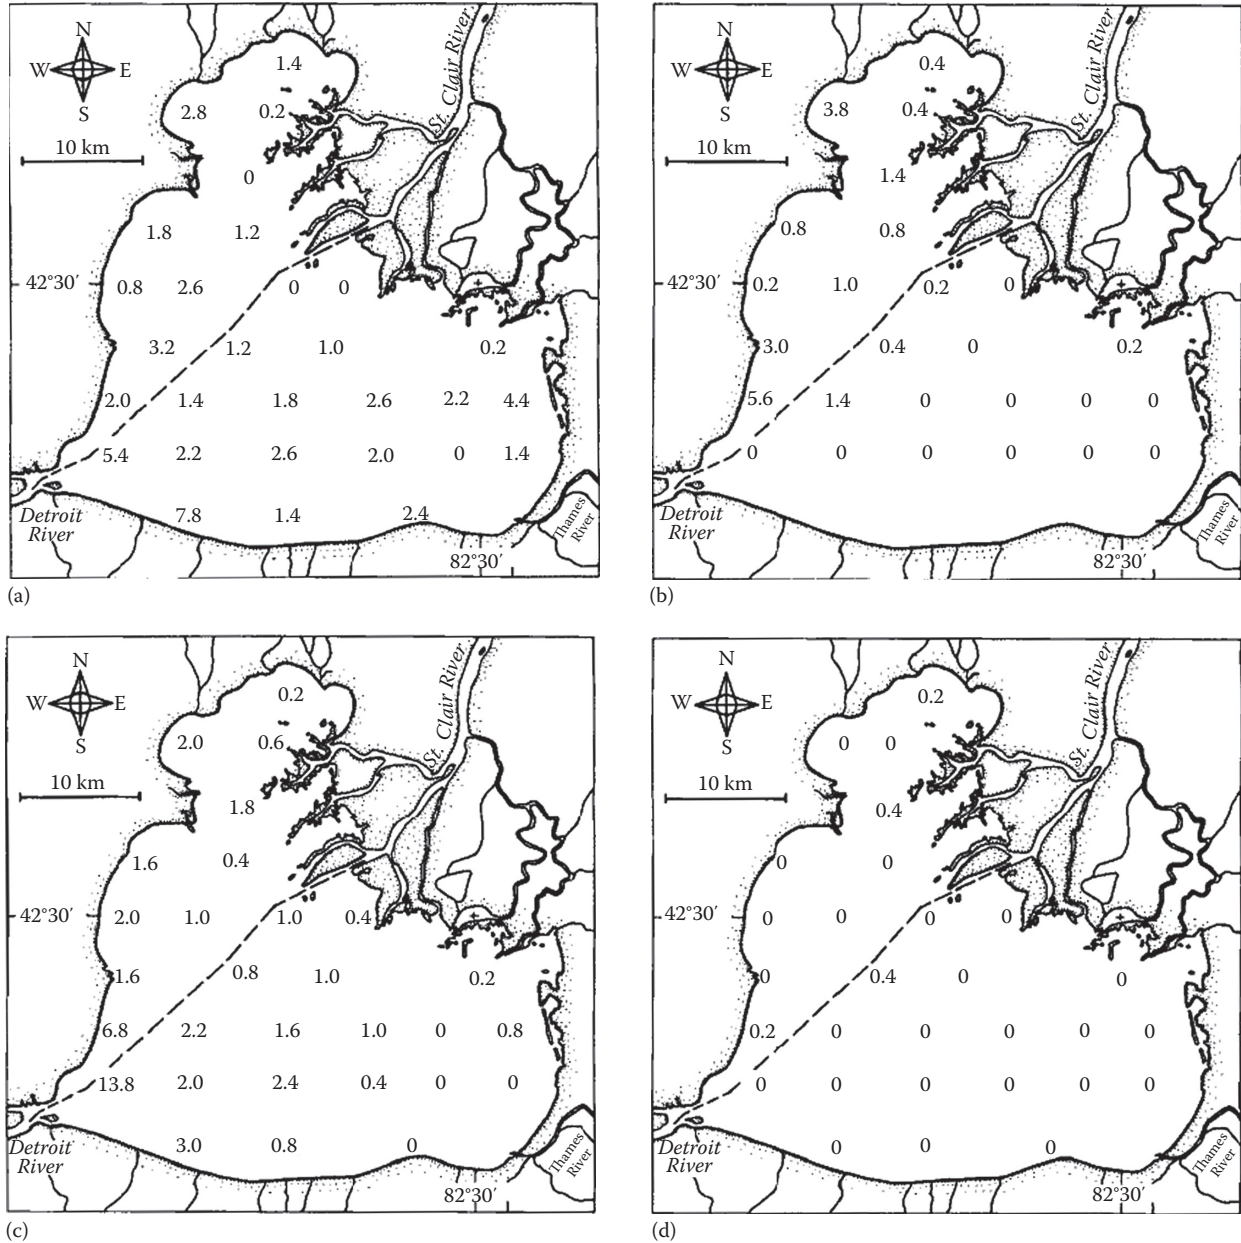 N
W E
S
10 km
St. Clair River
1.4
2.8 0.2
0
1.8 1.2
42°30′ 0.8 2.6 0 0
3.2 1.2 1.0 0.2
2.0 1.4 1.8 2.6 2.2 4.4
5.4 2.2 2.6 2.0 0 1.4
7.8 1.4 2.4
Detroit
River
Thames
River
82°30′
(a)
N
W E
S
10 km
St. Clair River
0.4
3.8 0.4
1.4
0.8 0.8
42°30′ 0.2 1.0 0.2 0
3.0 0.4 0 0.2
5.6 1.4 0 0 0 0
0 0 0 0 0 0
Detroit
River
Thames
River
82°30′
(b)
N
W E
S
10 km
St. Clair River
0.2
2.0 0.6
1.8
1.6 0.4
42°30′ 2.0 1.0 1.0 0.4
1.6 0.8 1.0 0.2
6.8 2.2 1.6 1.0 0 0.8
13.8 2.0 2.4 0.4 0 0
3.0 0.8 0
Detroit
River
Thames
River
82°30′
(c)
N
W E
S
10 km
St. Clair River
0.2
0 0
0.4
0 0
42°30′ 0 0 0 0
0 0.4 0 0
0.2 0 0 0 0 0
0 0 0 0 0 0
0 0 0
Detroit
River
Thames
River
82°30′
(d)